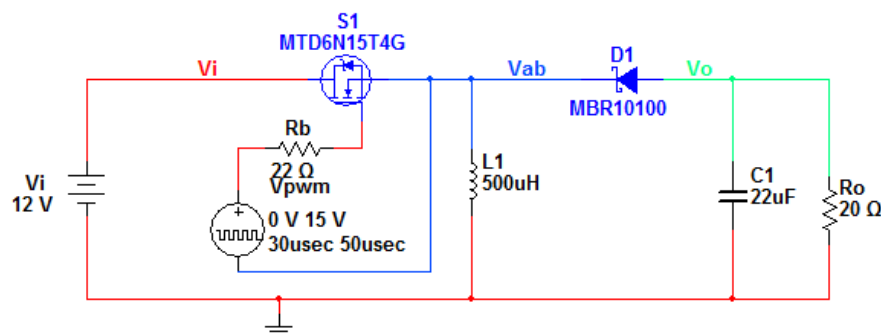 S1
MTD6N15T4G
Vi
Vab
D1
Vo
MBR10100
Rb
22 Ω
Vpwm
Vi
12 V
0 V 15 V
30usec 50usec
L1
500uH
C1
22uF
Ro
20 Ω